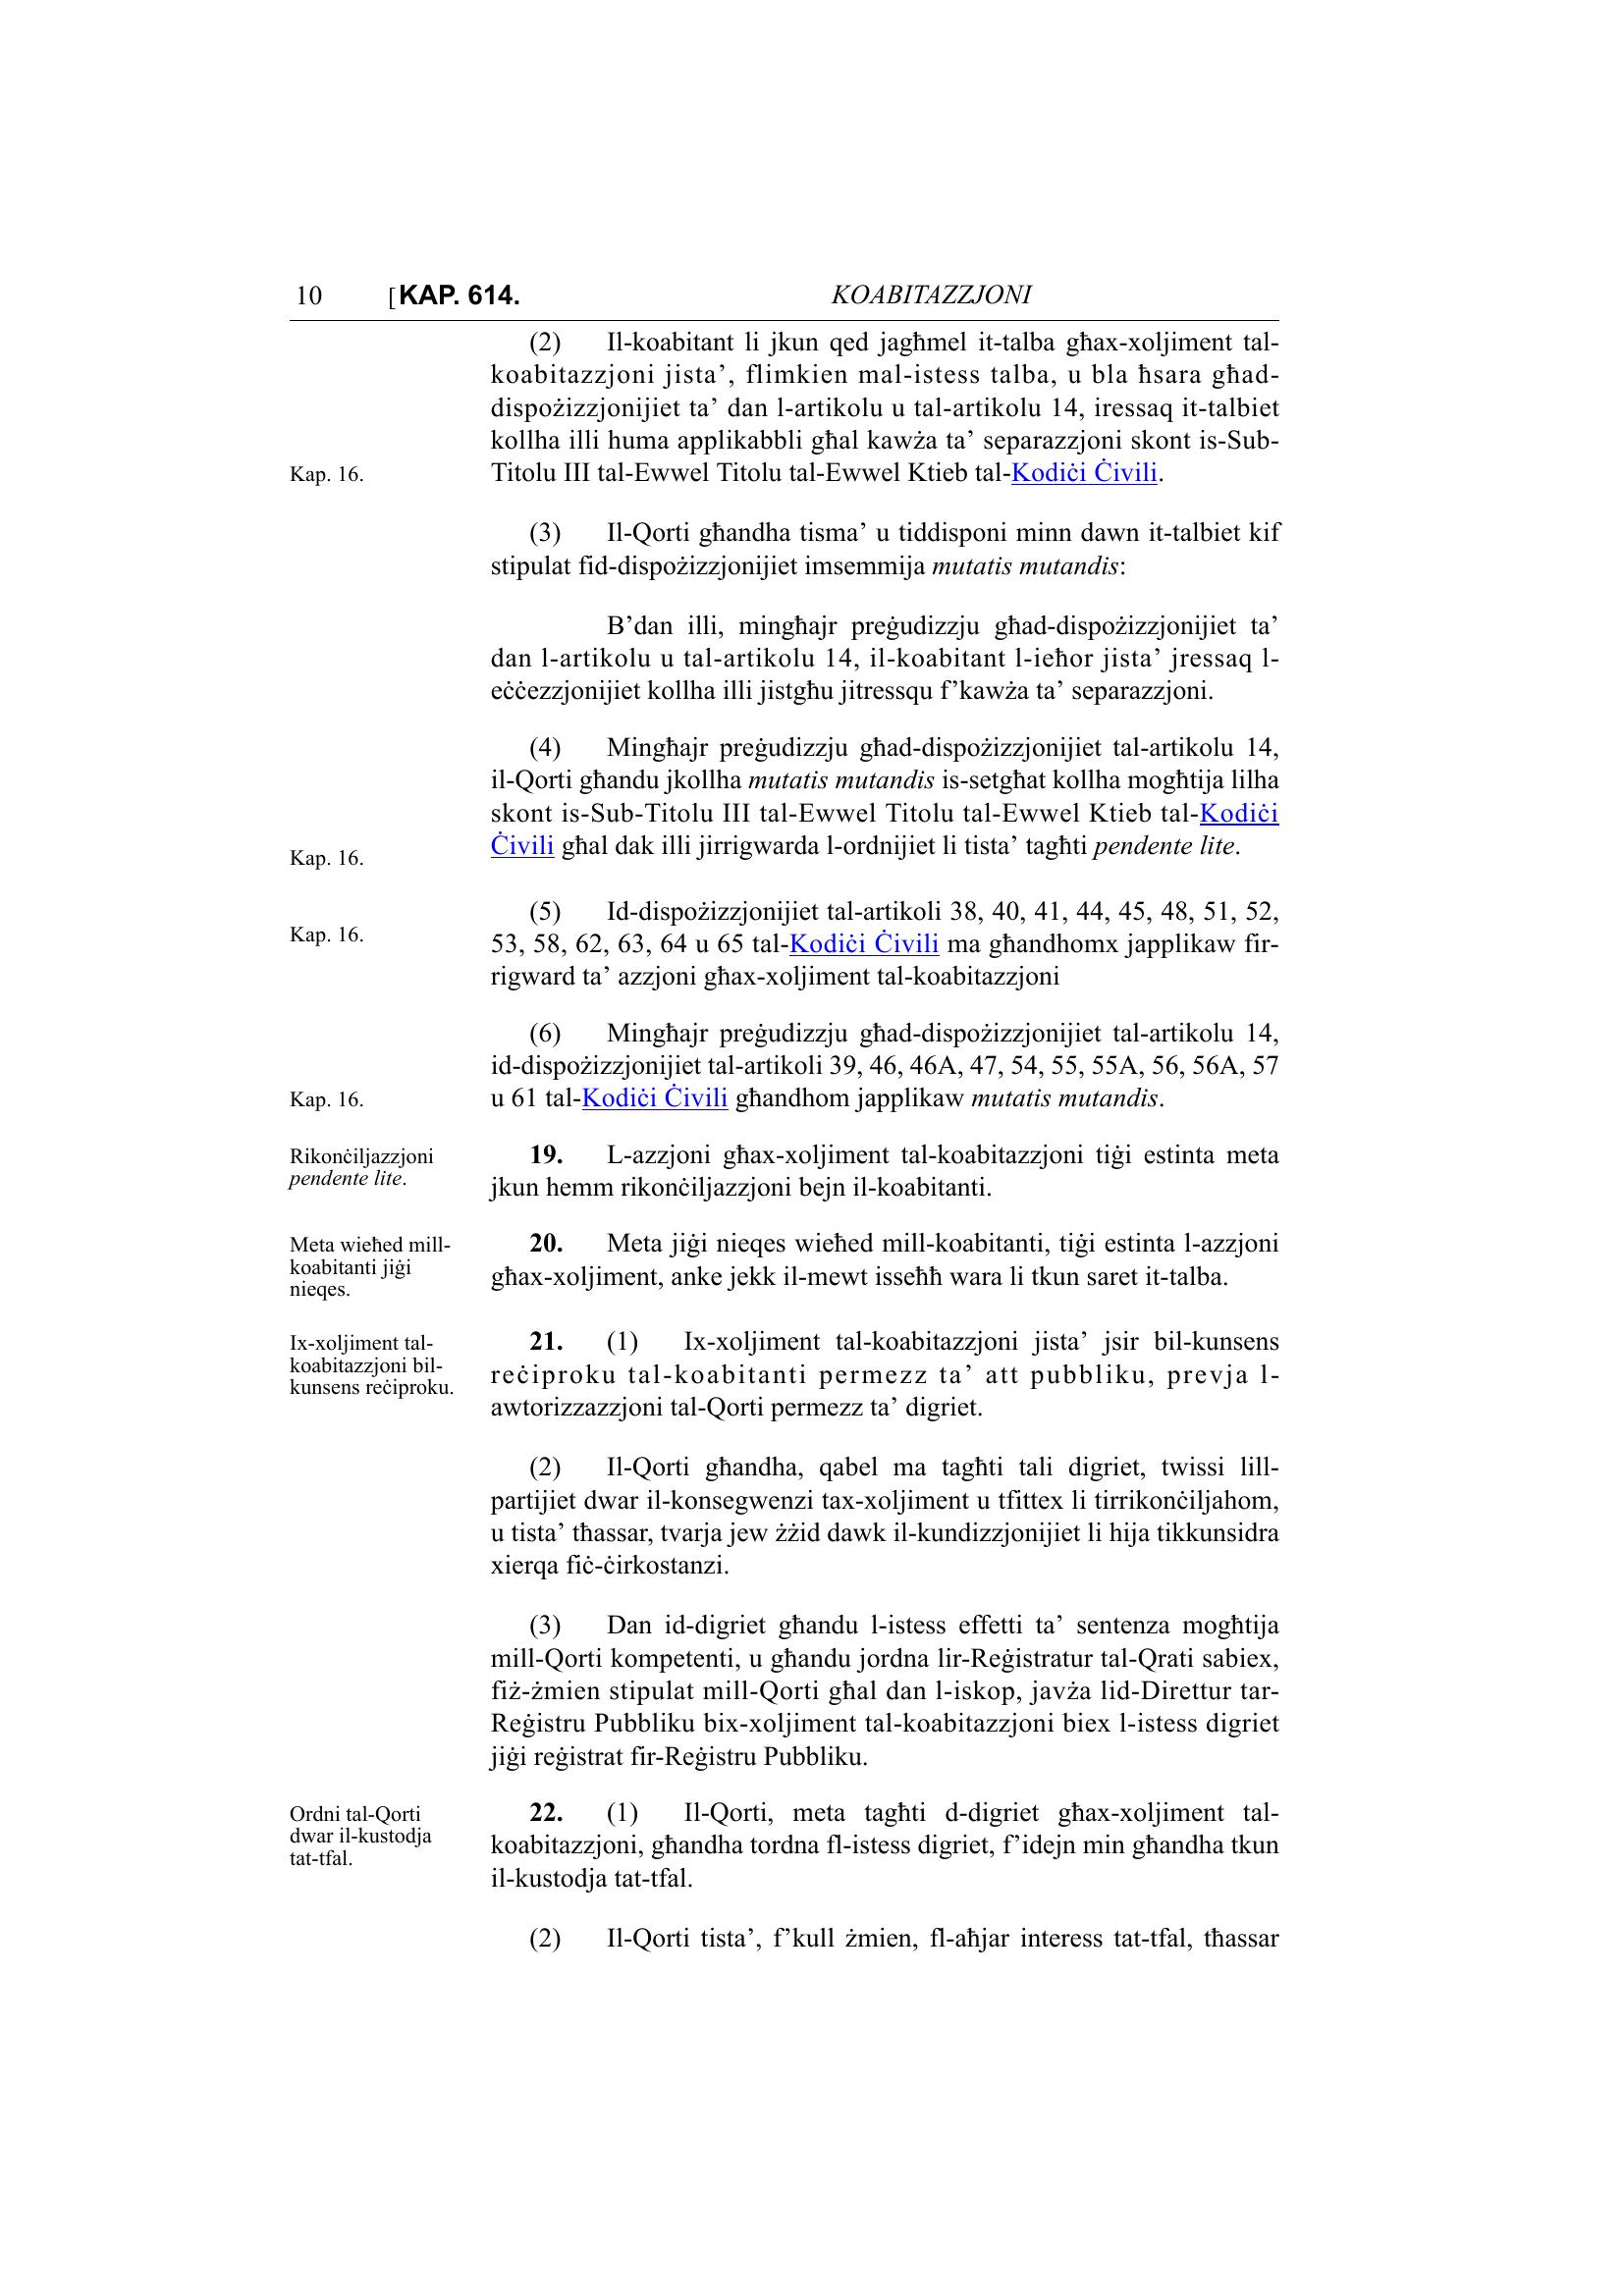 10 [KAP. 614. KOABITAZZJONI
(2) Il-koabitant li jkun qed jagħmel it-talba għax-xoljiment tal-
koabitazzjoni jista’, flimkien mal-istess talba, u bla ħsara għad-
dispożizzjonijiet ta’ dan l-artikolu u tal-artikolu 14, iressaq it-talbiet
kollha illi huma applikabbli għal kawża ta’ separazzjoni skont is-Sub-
Kap. 16. Titolu III tal-Ewwel Titolu tal-Ewwel Ktieb tal-Kodiċi Ċivili.
(3) Il-Qorti għandha tisma’ u tiddisponi minn dawn it-talbiet kif
stipulat fid-dispożizzjonijiet imsemmija mutatis mutandis:
B’dan illi, mingħajr preġudizzju għad-dispożizzjonijiet ta’
dan l-artikolu u tal-artikolu 14, il-koabitant l-ieħor jista’ jressaq l-
eċċezzjonijiet kollha illi jistgħu jitressqu f’kawża ta’ separazzjoni.
(4) Mingħajr preġudizzju għad-dispożizzjonijiet tal-artikolu 14,
il-Qorti għandu jkollha mutatis mutandis is-setgħat kollha mogħtija lilha
skont is-Sub-Titolu III tal-Ewwel Titolu tal-Ewwel Ktieb tal-Kodiċi
Ċivili għal dak illi jirrigwarda l-ordnijiet li tista’ tagħti pendente lite.
Kap. 16.
(5) Id-dispożizzjonijiet tal-artikoli 38, 40, 41, 44, 45, 48, 51, 52,
Kap. 16. 53, 58, 62, 63, 64 u 65 tal-Kodiċi Ċivili ma għandhomx japplikaw fir-
rigward ta’ azzjoni għax-xoljiment tal-koabitazzjoni
(6) Mingħajr preġudizzju għad-dispożizzjonijiet tal-artikolu 14,
id-dispożizzjonijiet tal-artikoli 39, 46, 46A, 47, 54, 55, 55A, 56, 56A, 57
Kap. 16. u 61 tal-Kodiċi Ċivili għandhom japplikaw mutatis mutandis.
Rikonċiljazzjoni
pendente lite.
19. L-azzjoni għax-xoljiment tal-koabitazzjoni tiġi estinta meta
jkun hemm rikonċiljazzjoni bejn il-koabitanti.
Meta wieħed mill-
koabitanti jiġi
nieqes.
20. Meta jiġi nieqes wieħed mill-koabitanti, tiġi estinta l-azzjoni
għax-xoljiment, anke jekk il-mewt isseħħ wara li tkun saret it-talba.
Ix-xoljiment tal-
koabitazzjoni bil-
kunsens reċiproku.
21. (1) Ix-xoljiment tal-koabitazzjoni jista’ jsir bil-kunsens
reċiproku tal-koabitanti permezz ta’ att pubbliku, prevja l-
awtorizzazzjoni tal-Qorti permezz ta’ digriet.
(2) Il-Qorti għandha, qabel ma tagħti tali digriet, twissi lill-
partijiet dwar il-konsegwenzi tax-xoljiment u tfittex li tirrikonċiljahom,
u tista’ tħassar, tvarja jew żżid dawk il-kundizzjonijiet li hija tikkunsidra
xierqa fiċ-ċirkostanzi.
(3) Dan id-digriet għandu l-istess effetti ta’ sentenza mogħtija
mill-Qorti kompetenti, u għandu jordna lir-Reġistratur tal-Qrati sabiex,
fiż-żmien stipulat mill-Qorti għal dan l-iskop, javża lid-Direttur tar-
Reġistru Pubbliku bix-xoljiment tal-koabitazzjoni biex l-istess digriet
jiġi reġistrat fir-Reġistru Pubbliku.
Ordni tal-Qorti
dwar il-kustodja
tat-tfal.
22. (1) Il-Qorti, meta tagħti d-digriet għax-xoljiment tal-
koabitazzjoni, għandha tordna fl-istess digriet, f’idejn min għandha tkun
il-kustodja tat-tfal.
(2) Il-Qorti tista’, f’kull żmien, fl-aħjar interess tat-tfal, tħassar